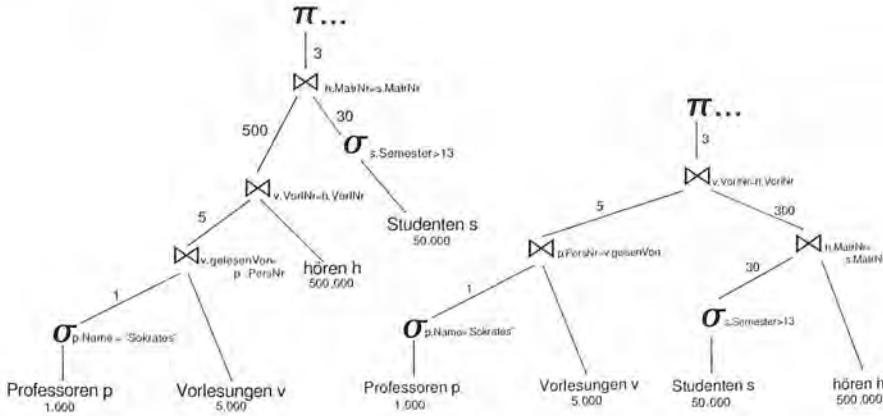 π...
3
⋈ h.MatrNr=s.MatrNr
500
30
σ s.Semester>13
⋈ v.VorlNr=h.VorlNr
Studenten s
50.000
5
⋈ v.gelesenVon=
p.PersNr
hören h
500.000
1
σ p.Name = "Sokrates"
Professoren p
1.000
Vorlesungen v
5.000
π...
3
⋈ v.VorlNr=h.VorlNr
5
300
⋈ p.PersNr=v.gelsenVon
⋈ h.MatrNr=
s.MatrNr
1
30
σ p.Name="Sokrates"
σ s.Semester>13
Professoren p
1.000
Vorlesungen v
5.000
Studenten s
50.000
hören h
500.000